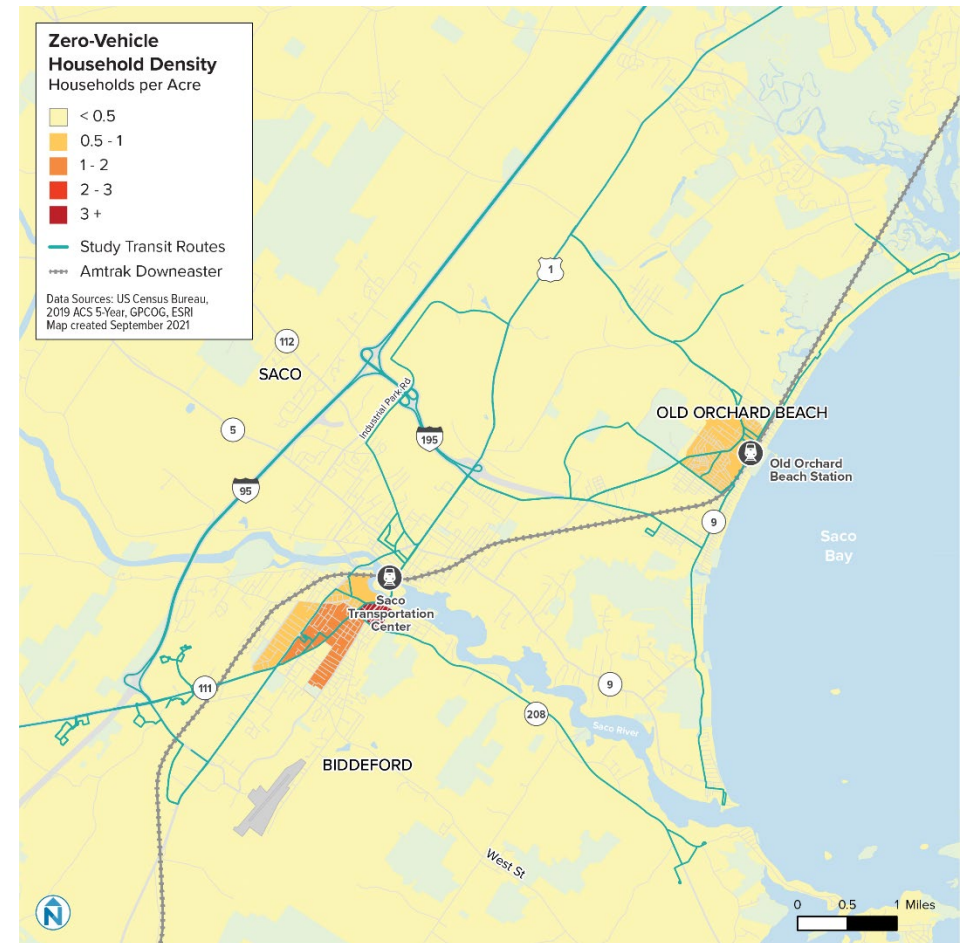 Zero-Vehicle
Household Density
Households per Acre
< 0.5
0.5 - 1
1 - 2
2 - 3
3 +
Study Transit Routes
Amtrak Downeaster
Data Sources: US Census Bureau,
2019 ACS 5-Year, GPCOG, ESRI
Map created September 2021
1
112
SACO
Industrial Park Rd
5
195
OLD ORCHARD BEACH
Old Orchard
Beach Station
95
9
Saco
Bay
Saco
Transportation
Center
111
9
208
Saco River
BIDDEFORD
West St
N
0 0.5 1 Miles